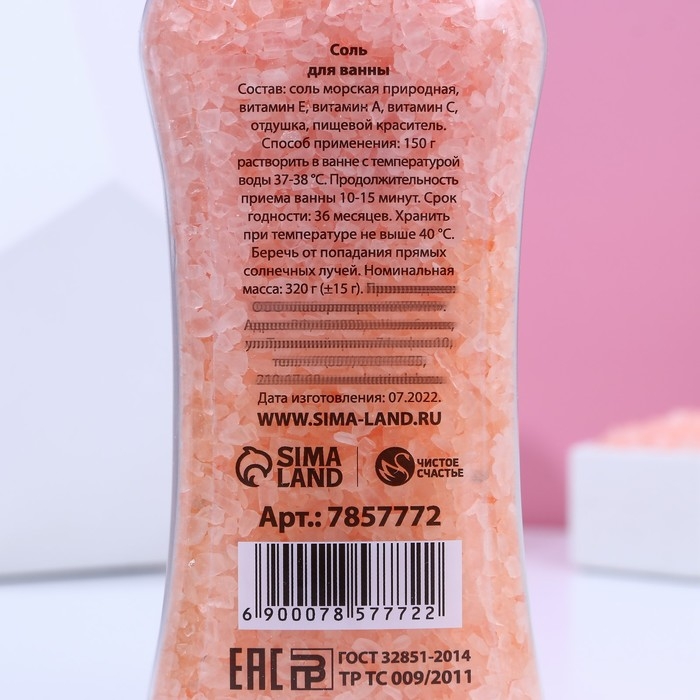 Соль
для ванны
Состав: соль морская природная,
витамин Е, витамин А, витамин С,
отдушка, пищевой краситель.
Способ применения: 150 г
растворить в ванне с температурой
воды 37-38 °С. Продолжительность
приема ванны 10-15 минут. Срок
годности: 36 месяцев. Хранить
при температуре не выше 40 °С.
Беречь от попадания прямых
солнечных лучей. Номинальная
масса: 320 г (±15 г).
Дата изготовления: 07.2022.
WWW.SIMA-LAND.RU
SIMA LAND ЧИСТОЕ СЧАСТЬЕ
Арт.: 7857772
6 900078 577722
ЕАС РБ ГОСТ 32851-2014
ТР ТС 009/2011